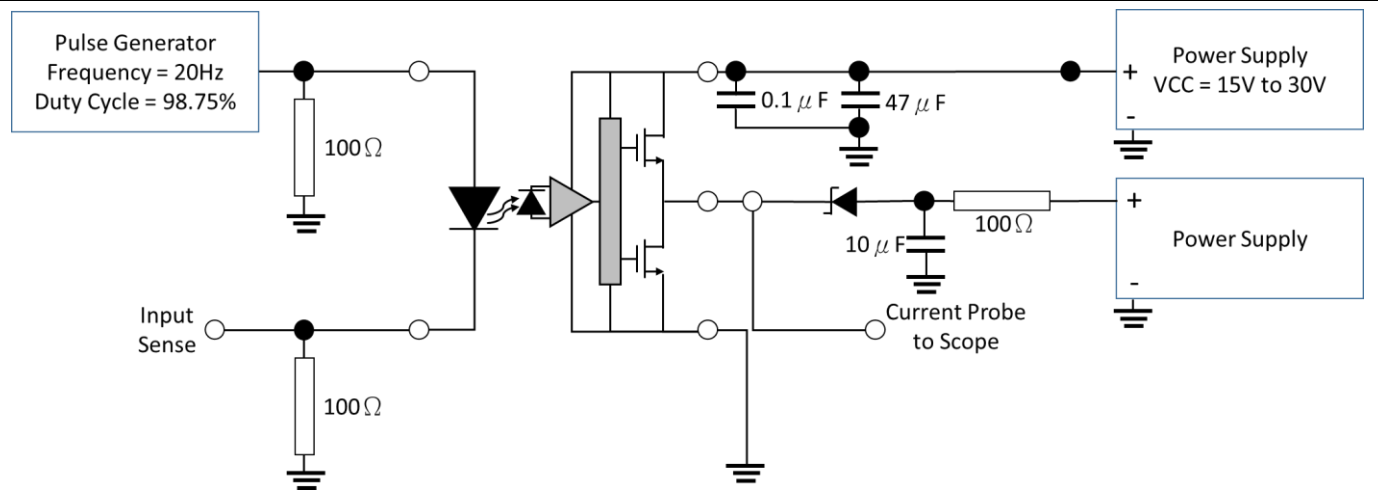 Pulse Generator
Frequency = 20Hz
Duty Cycle = 98.75%
100Ω
Input
Sense
100Ω
0.1 μF
47 μF
Power Supply
VCC = 15V to 30V
+
-
10 μF
100Ω
Power Supply
+
-
Current Probe
to Scope